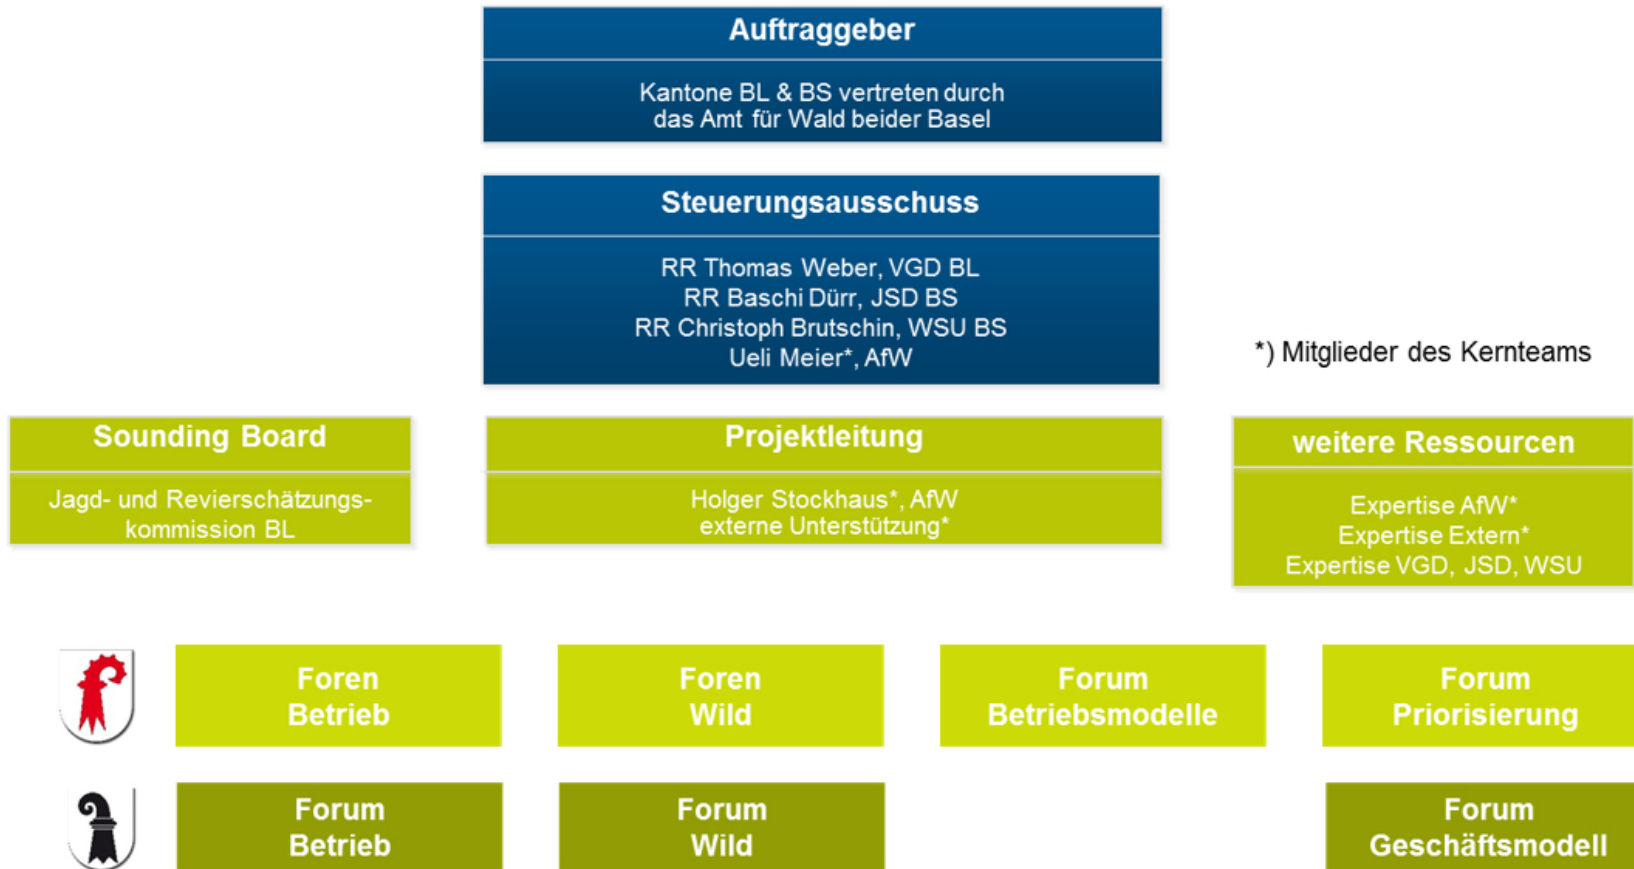 Auftraggeber
Kantone BL & BS vertreten durch
das Amt für Wald beider Basel
Steuerungsausschuss
RR Thomas Weber, VGD BL
RR Baschi Dürr, JSD BS
RR Christoph Brutschin, WSU BS
Ueli Meier*, AfW
*) Mitglieder des Kernteams
Sounding Board
Jagd- und Revierschätzungs-
kommission BL
Projektleitung
Holger Stockhaus*, AfW
externe Unterstützung*
weitere Ressourcen
Expertise AfW*
Expertise Extern*
Expertise VGD, JSD, WSU
Foren
Betrieb
Foren
Wild
Forum
Betriebsmodelle
Forum
Priorisierung
Forum
Betrieb
Forum
Wild
Forum
Geschäftsmodell